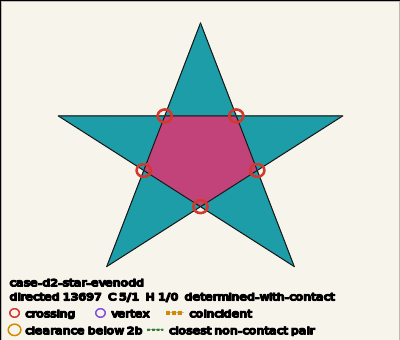 case-d2-star-evenodd
directed 13697 C 5/1 H 1/0 determined-with-contact
crossing vertex coincident
clearance below 2b closest non-contact pair